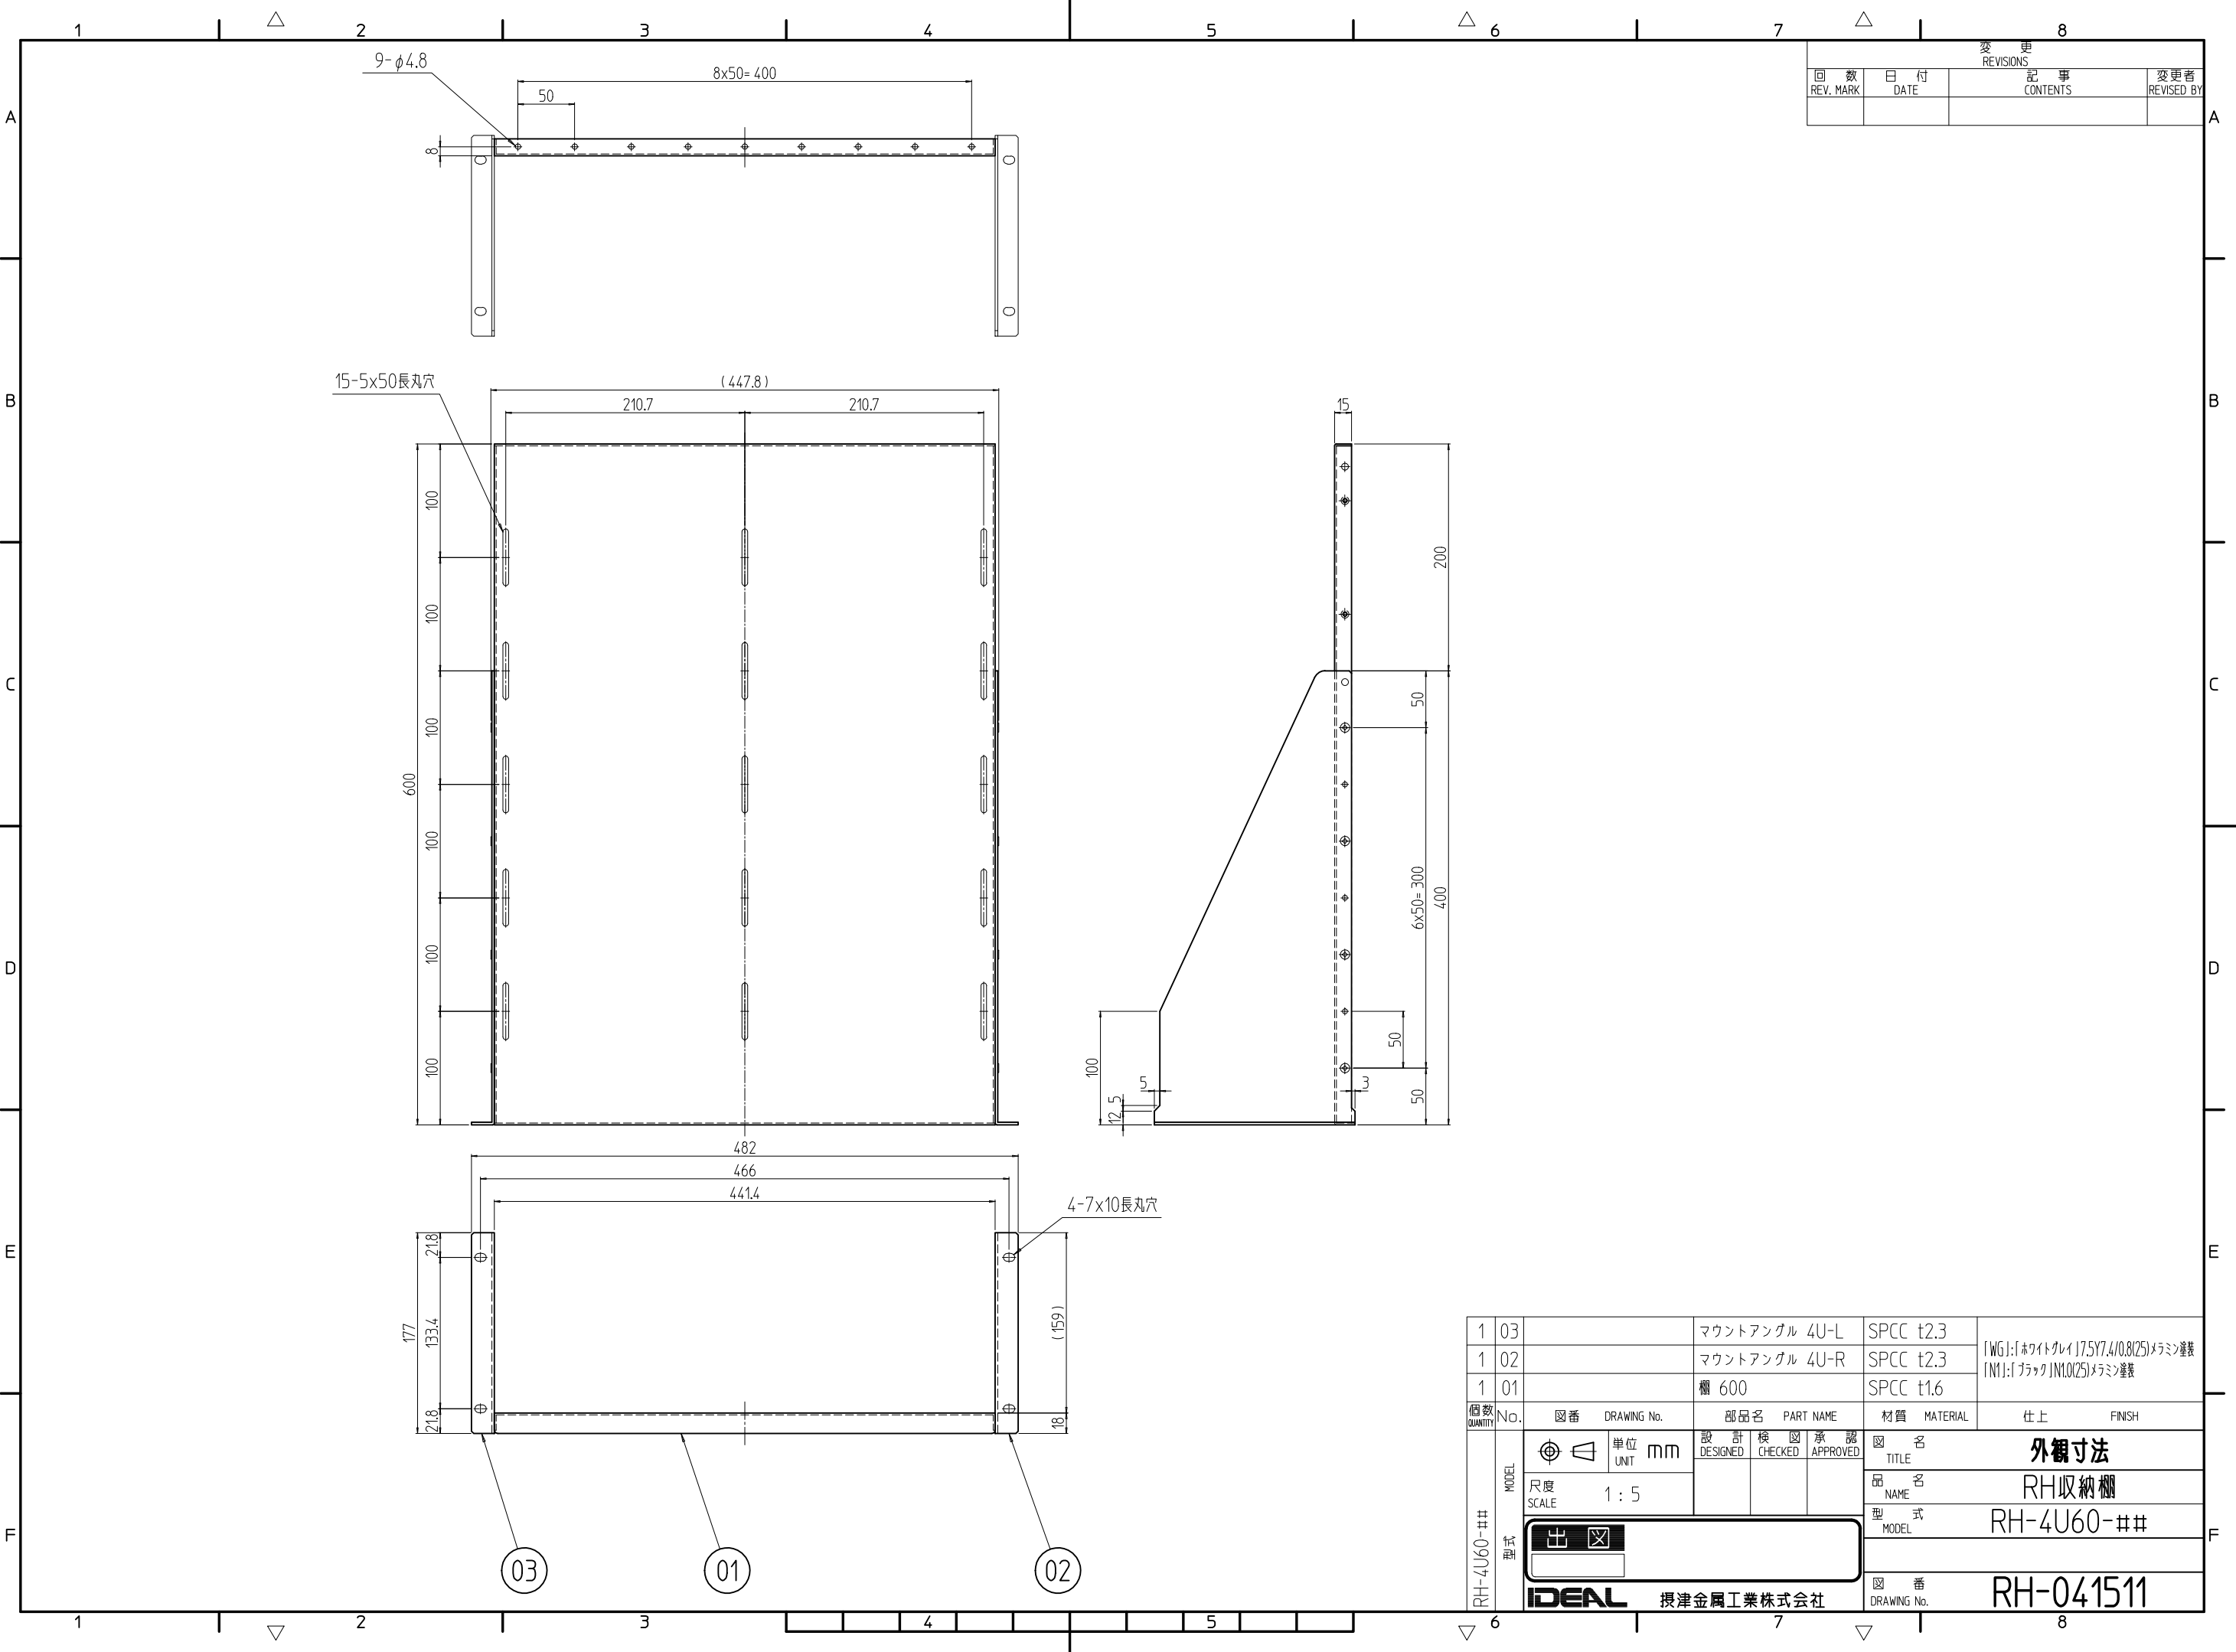 1 2 3 4 5 6 7 8
A A
B B
C C
D D
E E
F F
変更
REVISIONS
回数 日付 記事 変更者
REV. MARK DATE CONTENTS REVISED BY
9-φ4.8
8x50= 400
50
8
15-5x50長丸穴
(447.8)
210.7 210.7
600
100
100
100
100
100
100
15
200
50
6x50= 300
400
50
50
100
5
3
5
12
482
466
441.4
4-7x10長丸穴
177
21.8
133.4
21.8
(159)
18
03 01 02
1 03 マウントアングル 4U-L SPCC t2.3
1 02 マウントアングル 4U-R SPCC t2.3
1 01 棚 600 SPCC t1.6
「WG」:「ホワイトグレイ」7.5Y7.4/0.8(25)メラミン塗装
「N1」:「ブラック」N1.0(25)メラミン塗装
個数 No. 図番 DRAWING No. 部品名 PART NAME 材質 MATERIAL 仕上 FINISH
QUANTITY
RH-4U60-##
型式 MODEL
単位 mm
UNIT
尺度 1 : 5
SCALE
設計 検図 承認
DESIGNED CHECKED APPROVED
出図
IDEAL 摂津金属工業株式会社
図名 外観寸法
TITLE
品名 RH収納棚
NAME
型式 RH-4U60-##
MODEL
図番 RH-041511
DRAWING No.
1 2 3 4 5 6 7 8